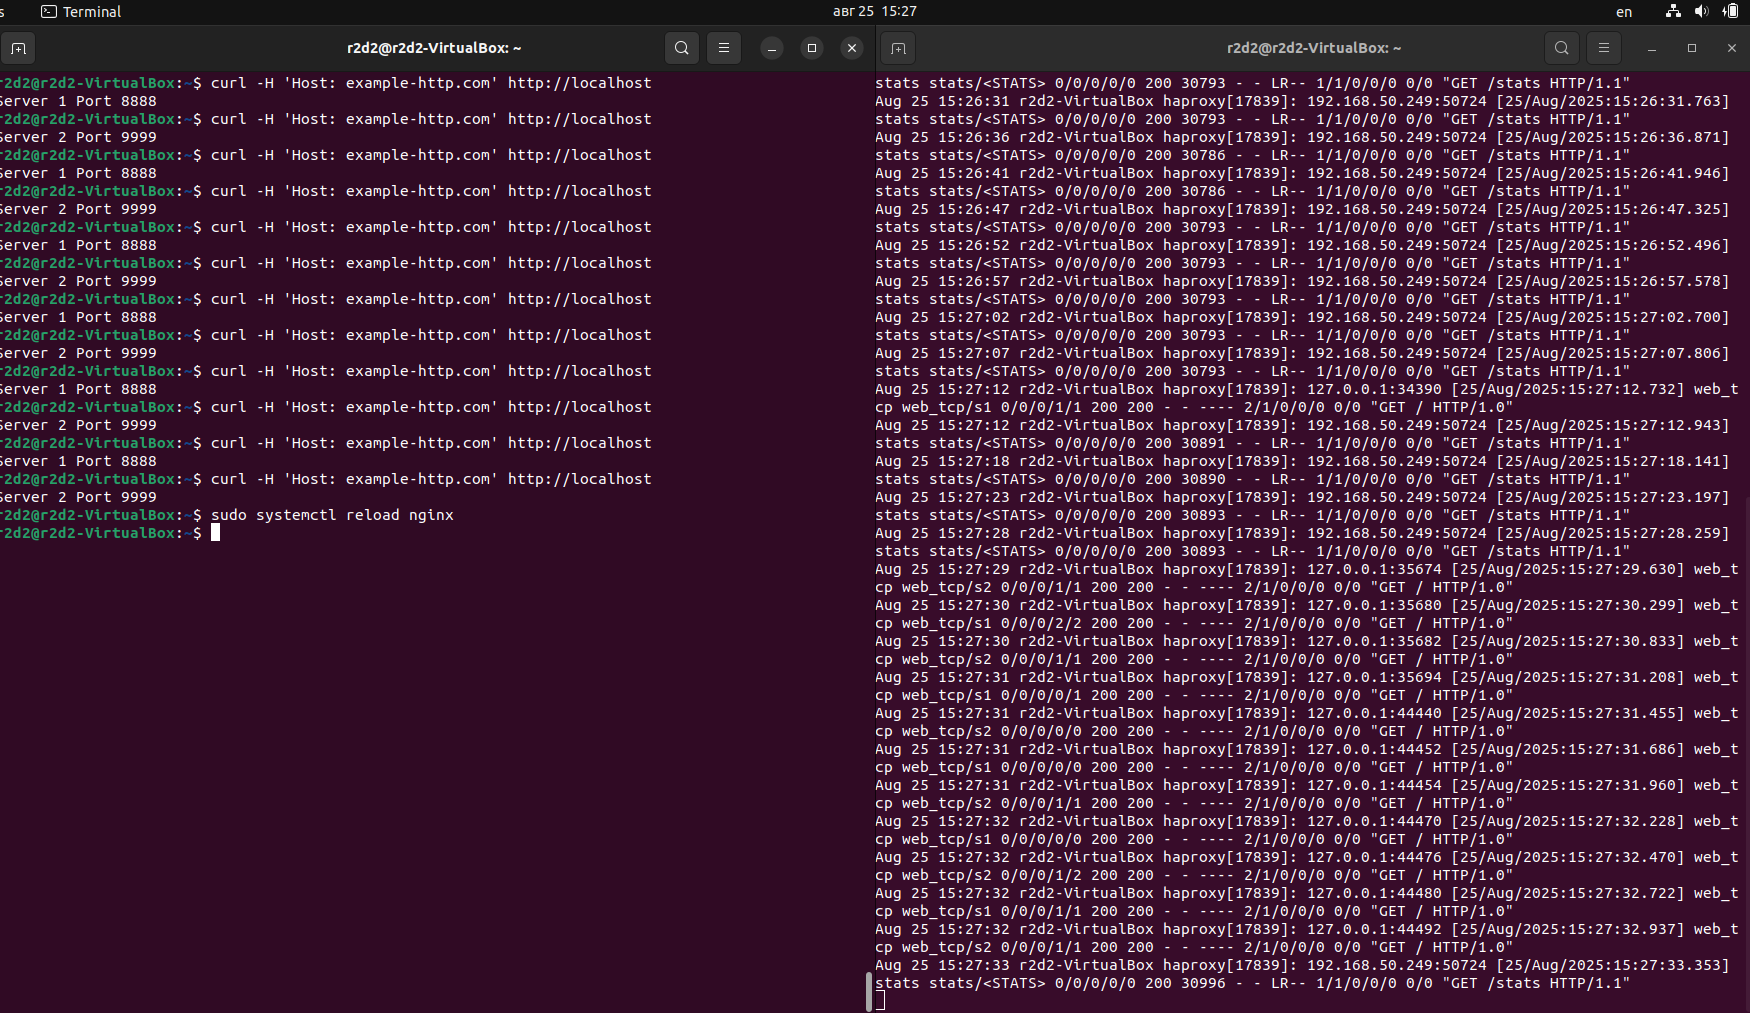 s Terminal авг 25 15:27 en
r2d2@r2d2-VirtualBox: ~
r2d2@r2d2-VirtualBox:~$ curl -H 'Host: example-http.com' http://localhost
Server 1 Port 8888
r2d2@r2d2-VirtualBox:~$ curl -H 'Host: example-http.com' http://localhost
Server 2 Port 9999
r2d2@r2d2-VirtualBox:~$ curl -H 'Host: example-http.com' http://localhost
Server 1 Port 8888
r2d2@r2d2-VirtualBox:~$ curl -H 'Host: example-http.com' http://localhost
Server 2 Port 9999
r2d2@r2d2-VirtualBox:~$ curl -H 'Host: example-http.com' http://localhost
Server 1 Port 8888
r2d2@r2d2-VirtualBox:~$ curl -H 'Host: example-http.com' http://localhost
Server 2 Port 9999
r2d2@r2d2-VirtualBox:~$ curl -H 'Host: example-http.com' http://localhost
Server 1 Port 8888
r2d2@r2d2-VirtualBox:~$ curl -H 'Host: example-http.com' http://localhost
Server 2 Port 9999
r2d2@r2d2-VirtualBox:~$ curl -H 'Host: example-http.com' http://localhost
Server 1 Port 8888
r2d2@r2d2-VirtualBox:~$ curl -H 'Host: example-http.com' http://localhost
Server 2 Port 9999
r2d2@r2d2-VirtualBox:~$ curl -H 'Host: example-http.com' http://localhost
Server 1 Port 8888
r2d2@r2d2-VirtualBox:~$ curl -H 'Host: example-http.com' http://localhost
Server 2 Port 9999
r2d2@r2d2-VirtualBox:~$ sudo systemctl reload nginx
r2d2@r2d2-VirtualBox:~$
r2d2@r2d2-VirtualBox: ~
stats stats/<STATS> 0/0/0/0/0 200 30793 - - LR-- 1/1/0/0/0 0/0 "GET /stats HTTP/1.1"
Aug 25 15:26:31 r2d2-VirtualBox haproxy[17839]: 192.168.50.249:50724 [25/Aug/2025:15:26:31.763]
stats stats/<STATS> 0/0/0/0/0 200 30793 - - LR-- 1/1/0/0/0 0/0 "GET /stats HTTP/1.1"
Aug 25 15:26:36 r2d2-VirtualBox haproxy[17839]: 192.168.50.249:50724 [25/Aug/2025:15:26:36.871]
stats stats/<STATS> 0/0/0/0/0 200 30786 - - LR-- 1/1/0/0/0 0/0 "GET /stats HTTP/1.1"
Aug 25 15:26:41 r2d2-VirtualBox haproxy[17839]: 192.168.50.249:50724 [25/Aug/2025:15:26:41.946]
stats stats/<STATS> 0/0/0/0/0 200 30786 - - LR-- 1/1/0/0/0 0/0 "GET /stats HTTP/1.1"
Aug 25 15:26:47 r2d2-VirtualBox haproxy[17839]: 192.168.50.249:50724 [25/Aug/2025:15:26:47.325]
stats stats/<STATS> 0/0/0/0/0 200 30793 - - LR-- 1/1/0/0/0 0/0 "GET /stats HTTP/1.1"
Aug 25 15:26:52 r2d2-VirtualBox haproxy[17839]: 192.168.50.249:50724 [25/Aug/2025:15:26:52.496]
stats stats/<STATS> 0/0/0/0/0 200 30793 - - LR-- 1/1/0/0/0 0/0 "GET /stats HTTP/1.1"
Aug 25 15:26:57 r2d2-VirtualBox haproxy[17839]: 192.168.50.249:50724 [25/Aug/2025:15:26:57.578]
stats stats/<STATS> 0/0/0/0/0 200 30793 - - LR-- 1/1/0/0/0 0/0 "GET /stats HTTP/1.1"
Aug 25 15:27:02 r2d2-VirtualBox haproxy[17839]: 192.168.50.249:50724 [25/Aug/2025:15:27:02.700]
stats stats/<STATS> 0/0/0/0/0 200 30793 - - LR-- 1/1/0/0/0 0/0 "GET /stats HTTP/1.1"
Aug 25 15:27:07 r2d2-VirtualBox haproxy[17839]: 192.168.50.249:50724 [25/Aug/2025:15:27:07.806]
stats stats/<STATS> 0/0/0/0/0 200 30793 - - LR-- 1/1/0/0/0 0/0 "GET /stats HTTP/1.1"
Aug 25 15:27:12 r2d2-VirtualBox haproxy[17839]: 127.0.0.1:34390 [25/Aug/2025:15:27:12.732] web_t
cp web_tcp/s1 0/0/0/1/1 200 200 - - ---- 2/1/0/0/0 0/0 "GET / HTTP/1.0"
Aug 25 15:27:12 r2d2-VirtualBox haproxy[17839]: 192.168.50.249:50724 [25/Aug/2025:15:27:12.943]
stats stats/<STATS> 0/0/0/0/0 200 30891 - - LR-- 1/1/0/0/0 0/0 "GET /stats HTTP/1.1"
Aug 25 15:27:18 r2d2-VirtualBox haproxy[17839]: 192.168.50.249:50724 [25/Aug/2025:15:27:18.141]
stats stats/<STATS> 0/0/0/0/0 200 30890 - - LR-- 1/1/0/0/0 0/0 "GET /stats HTTP/1.1"
Aug 25 15:27:23 r2d2-VirtualBox haproxy[17839]: 192.168.50.249:50724 [25/Aug/2025:15:27:23.197]
stats stats/<STATS> 0/0/0/0/0 200 30893 - - LR-- 1/1/0/0/0 0/0 "GET /stats HTTP/1.1"
Aug 25 15:27:28 r2d2-VirtualBox haproxy[17839]: 192.168.50.249:50724 [25/Aug/2025:15:27:28.259]
stats stats/<STATS> 0/0/0/0/0 200 30893 - - LR-- 1/1/0/0/0 0/0 "GET /stats HTTP/1.1"
Aug 25 15:27:29 r2d2-VirtualBox haproxy[17839]: 127.0.0.1:35674 [25/Aug/2025:15:27:29.630] web_t
cp web_tcp/s2 0/0/0/1/1 200 200 - - ---- 2/1/0/0/0 0/0 "GET / HTTP/1.0"
Aug 25 15:27:30 r2d2-VirtualBox haproxy[17839]: 127.0.0.1:35680 [25/Aug/2025:15:27:30.299] web_t
cp web_tcp/s1 0/0/0/2/2 200 200 - - ---- 2/1/0/0/0 0/0 "GET / HTTP/1.0"
Aug 25 15:27:30 r2d2-VirtualBox haproxy[17839]: 127.0.0.1:35682 [25/Aug/2025:15:27:30.833] web_t
cp web_tcp/s2 0/0/0/1/1 200 200 - - ---- 2/1/0/0/0 0/0 "GET / HTTP/1.0"
Aug 25 15:27:31 r2d2-VirtualBox haproxy[17839]: 127.0.0.1:35694 [25/Aug/2025:15:27:31.208] web_t
cp web_tcp/s1 0/0/0/0/1 200 200 - - ---- 2/1/0/0/0 0/0 "GET / HTTP/1.0"
Aug 25 15:27:31 r2d2-VirtualBox haproxy[17839]: 127.0.0.1:44440 [25/Aug/2025:15:27:31.455] web_t
cp web_tcp/s2 0/0/0/0/0 200 200 - - ---- 2/1/0/0/0 0/0 "GET / HTTP/1.0"
Aug 25 15:27:31 r2d2-VirtualBox haproxy[17839]: 127.0.0.1:44452 [25/Aug/2025:15:27:31.686] web_t
cp web_tcp/s1 0/0/0/0/0 200 200 - - ---- 2/1/0/0/0 0/0 "GET / HTTP/1.0"
Aug 25 15:27:31 r2d2-VirtualBox haproxy[17839]: 127.0.0.1:44454 [25/Aug/2025:15:27:31.960] web_t
cp web_tcp/s2 0/0/0/1/1 200 200 - - ---- 2/1/0/0/0 0/0 "GET / HTTP/1.0"
Aug 25 15:27:32 r2d2-VirtualBox haproxy[17839]: 127.0.0.1:44470 [25/Aug/2025:15:27:32.228] web_t
cp web_tcp/s1 0/0/0/0/0 200 200 - - ---- 2/1/0/0/0 0/0 "GET / HTTP/1.0"
Aug 25 15:27:32 r2d2-VirtualBox haproxy[17839]: 127.0.0.1:44476 [25/Aug/2025:15:27:32.470] web_t
cp web_tcp/s2 0/0/0/1/2 200 200 - - ---- 2/1/0/0/0 0/0 "GET / HTTP/1.0"
Aug 25 15:27:32 r2d2-VirtualBox haproxy[17839]: 127.0.0.1:44480 [25/Aug/2025:15:27:32.722] web_t
cp web_tcp/s1 0/0/0/1/1 200 200 - - ---- 2/1/0/0/0 0/0 "GET / HTTP/1.0"
Aug 25 15:27:32 r2d2-VirtualBox haproxy[17839]: 127.0.0.1:44492 [25/Aug/2025:15:27:32.937] web_t
cp web_tcp/s2 0/0/0/1/1 200 200 - - ---- 2/1/0/0/0 0/0 "GET / HTTP/1.0"
Aug 25 15:27:33 r2d2-VirtualBox haproxy[17839]: 192.168.50.249:50724 [25/Aug/2025:15:27:33.353]
stats stats/<STATS> 0/0/0/0/0 200 30996 - - LR-- 1/1/0/0/0 0/0 "GET /stats HTTP/1.1"